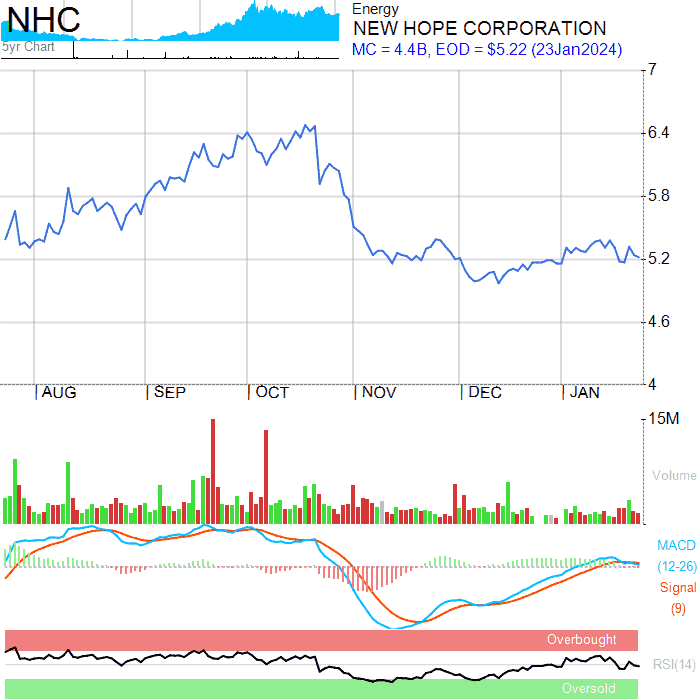 NHC
5yr Chart
Energy
NEW HOPE CORPORATION
MC = 4.4B, EOD = $5.22 (23Jan2024)
7
6.4
5.8
5.2
4.6
4
AUG SEP OCT NOV DEC JAN
15M
Volume
MACD
(12-26)
Signal
(9)
Overbought
RSI(14)
Oversold